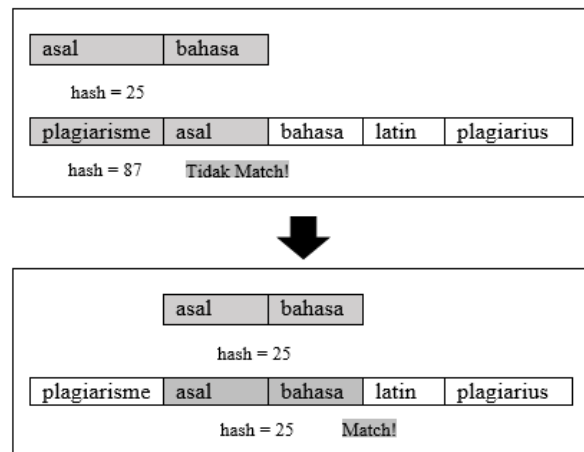 asal bahasa
hash = 25
plagiarisme asal bahasa latin plagiarius
hash = 87 Tidak Match!
asal bahasa
hash = 25
plagiarisme asal bahasa latin plagiarius
hash = 25 Match!